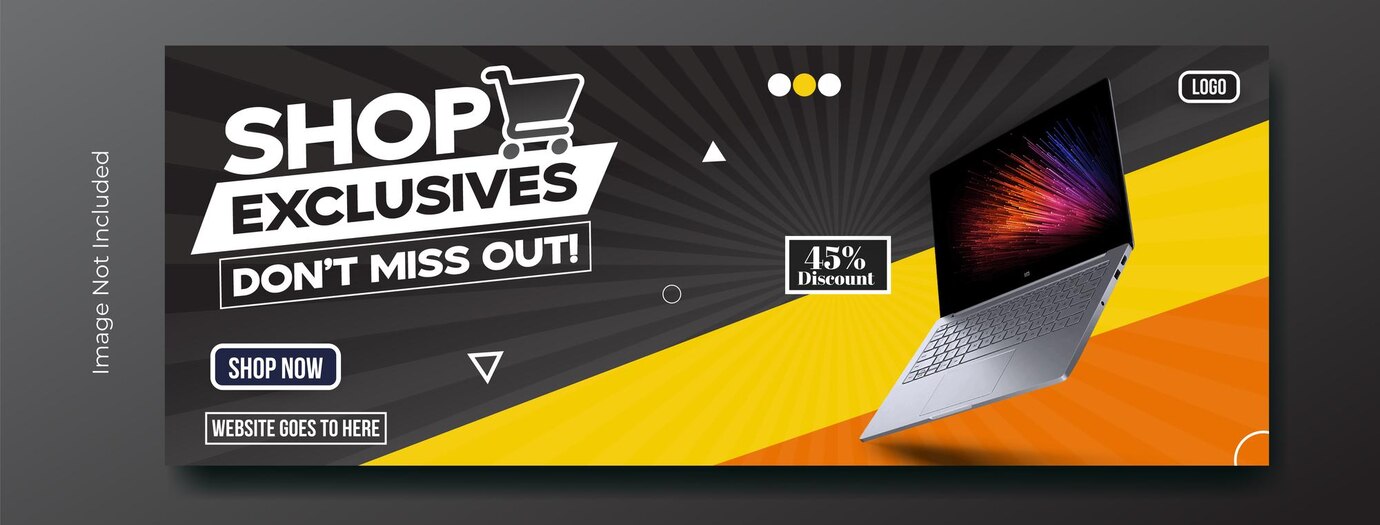 Image Not Included
SHOP
EXCLUSIVES
DON'T MISS OUT!
SHOP NOW
WEBSITE GOES TO HERE
45%
Discount
LOGO